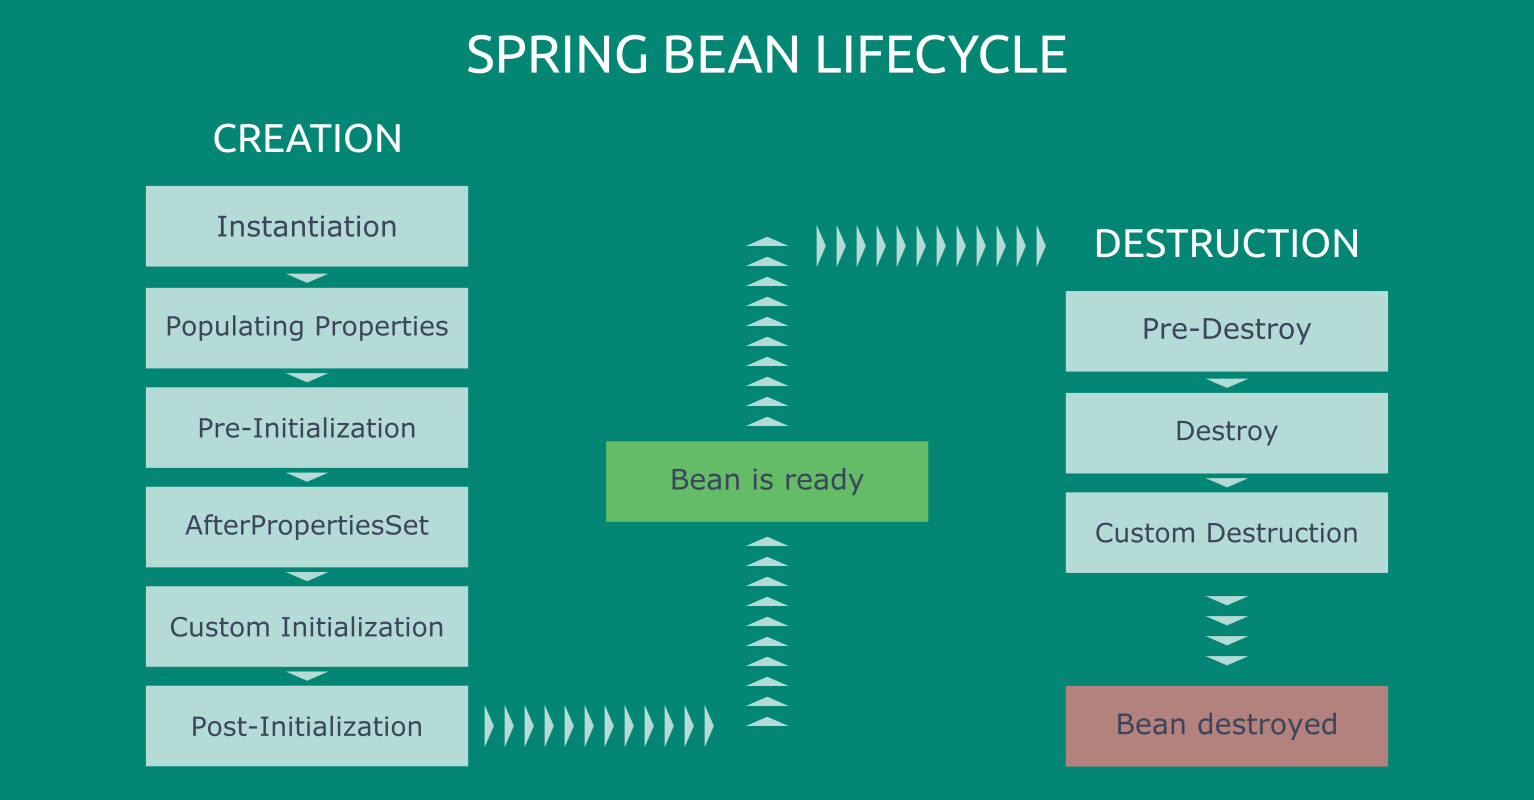 SPRING BEAN LIFECYCLE
CREATION
Instantiation
Populating Properties
Pre-Initialization
AfterPropertiesSet
Custom Initialization
Post-Initialization
Bean is ready
DESTRUCTION
Pre-Destroy
Destroy
Custom Destruction
Bean destroyed